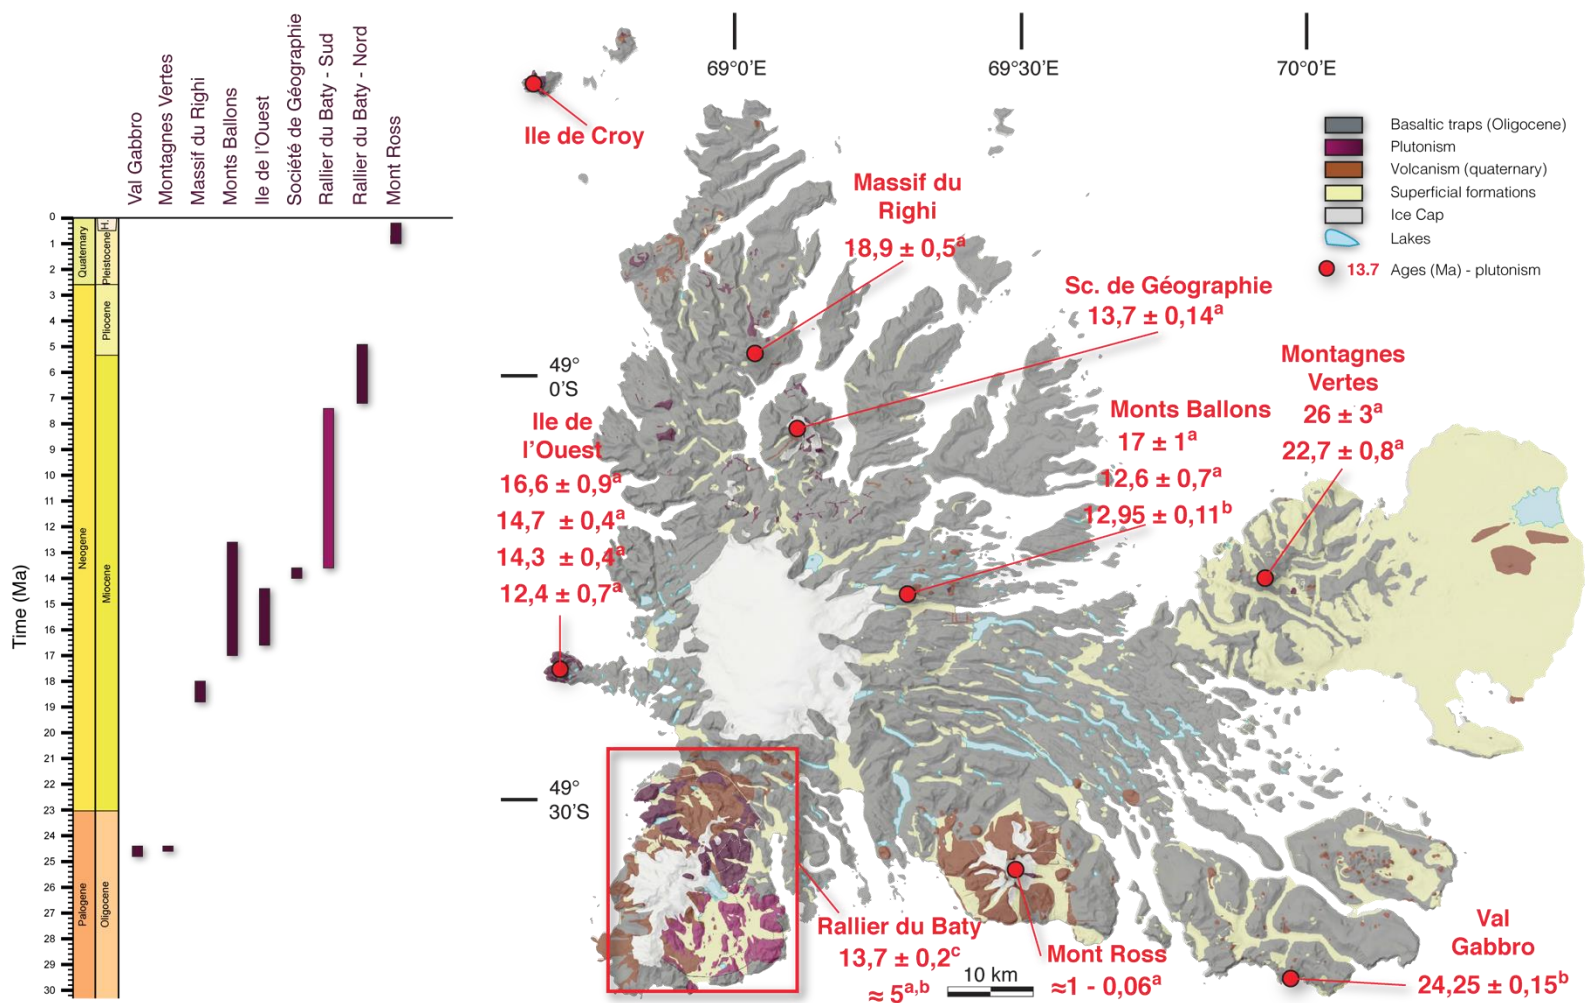 Val Gabbro
Montagnes Vertes
Massif du Righi
Monts Ballons
Ile de l'Ouest
Société de Géographie
Rallier du Baty - Sud
Rallier du Baty - Nord
Mont Ross
Time (Ma)
0
1
2
3
4
5
6
7
8
9
10
11
12
13
14
15
16
17
18
19
20
21
22
23
24
25
26
27
28
29
30
Quaternary
Neogene
Palogene
H.
Pleistocene
Pliocene
Miocene
Oligocene
69°0'E
69°30'E
70°0'E
49°
0'S
49°
30'S
Ile de Croy
Massif du
Righi
18,9 ± 0,5a
Sc. de Géographie
13,7 ± 0,14a
Montagnes
Vertes
26 ± 3a
22,7 ± 0,8a
Monts Ballons
17 ± 1a
12,6 ± 0,7a
12,95 ± 0,11b
Ile de
l'Ouest
16,6 ± 0,9a
14,7 ± 0,4a
14,3 ± 0,4a
12,4 ± 0,7a
Rallier du Baty
13,7 ± 0,2c
≈ 5a,b
Mont Ross
≈1 - 0,06a
Val
Gabbro
24,25 ± 0,15b
10 km
Basaltic traps (Oligocene)
Plutonism
Volcanism (quaternary)
Superficial formations
Ice Cap
Lakes
13.7 Ages (Ma) - plutonism